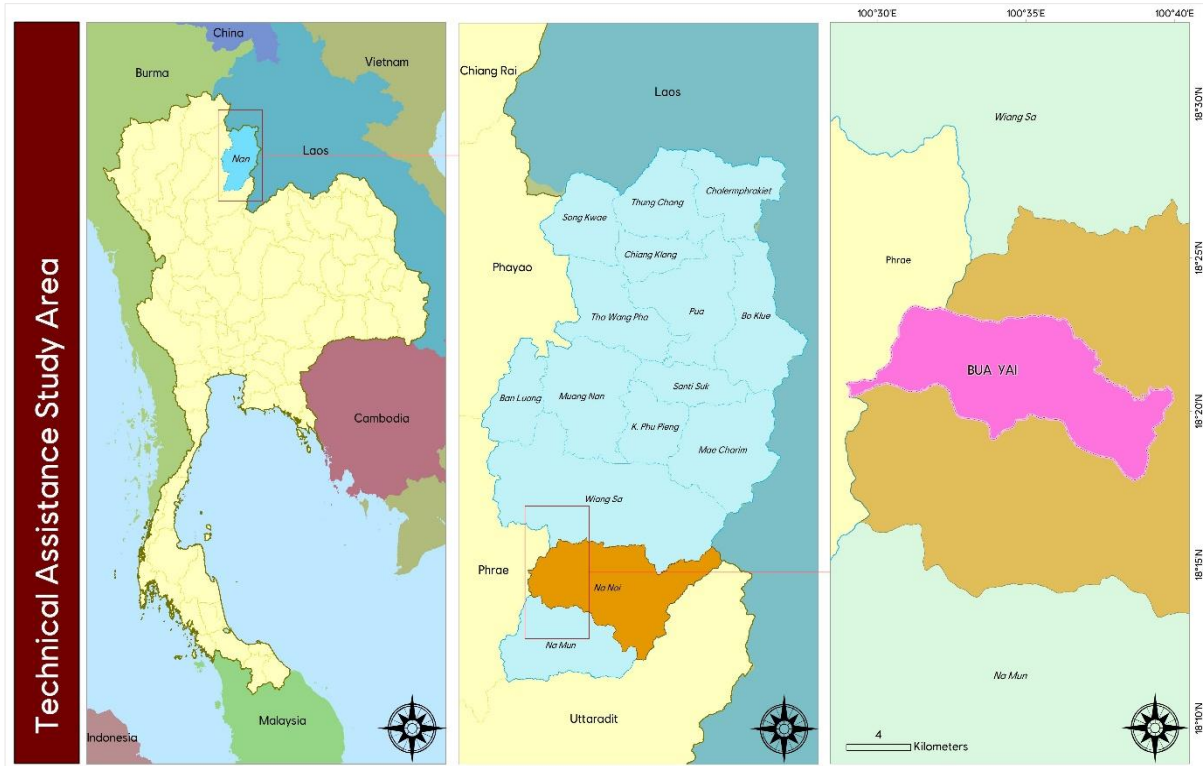 Technical Assistance Study Area
China
Burma
Vietnam
Nan
Laos
Cambodia
Malaysia
Indonesia
Chiang Rai
Laos
Chalermphrakiet
Thung Chang
Song Kwae
Chiang Klang
Phayao
Tha Wang Pha
Pua
Bo Klue
Santi Suk
Ban Luang
Muang Nan
K. Phu Pieng
Mae Charim
Wiang Sa
Phrae
Na Noi
Na Mun
Uttaradit
100°30'E
100°35'E
100°40'E
Wiang Sa
18°30'N
Phrae
18°25'N
BUA YAI
18°20'N
18°15'N
Na Mun
18°10'N
4
Kilometers